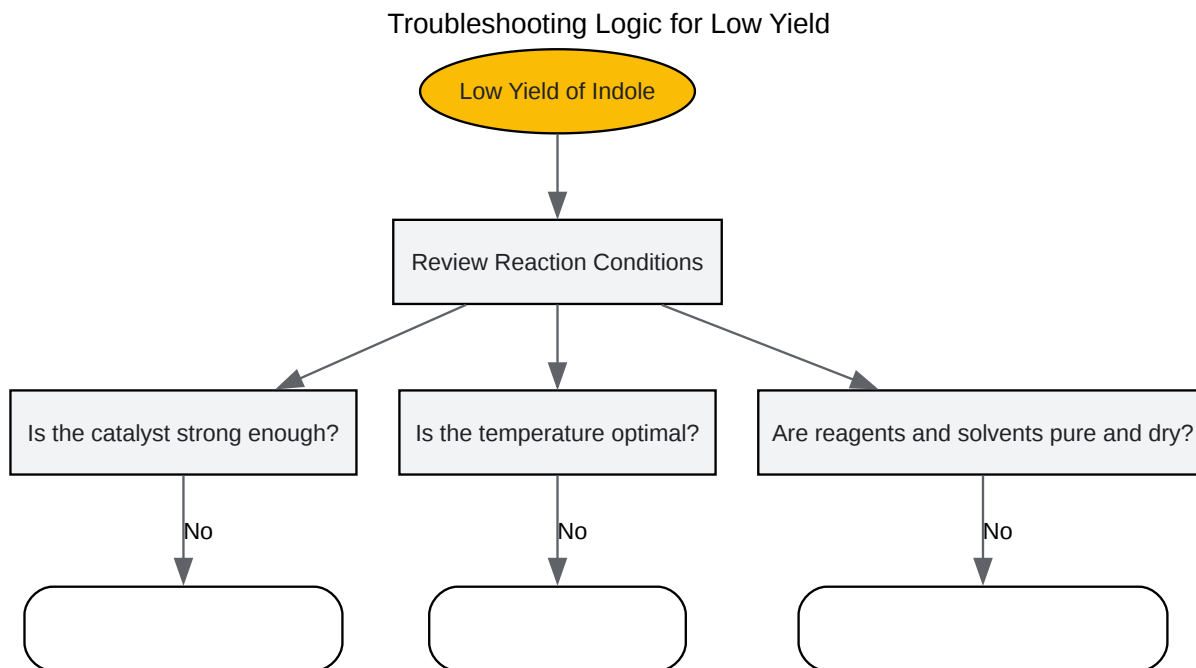 Troubleshooting Logic for Low Yield
Low Yield of Indole
Review Reaction Conditions
Is the catalyst strong enough?
Is the temperature optimal?
Are reagents and solvents pure and dry?
No
No
No